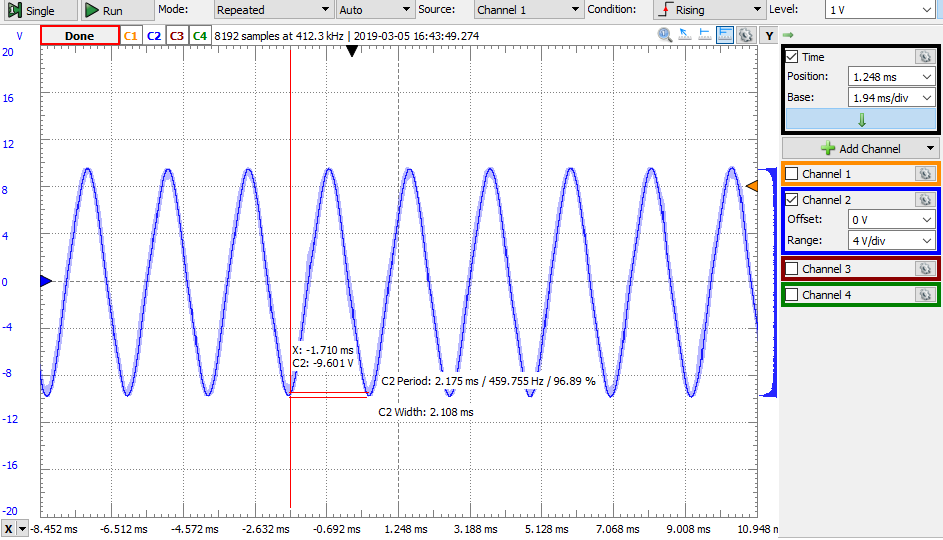 Single Run Mode: Repeated Auto Source: Channel 1 Condition: Rising Level: 1 V
V Done C1 C2 C3 C4 8192 samples at 412.3 kHz | 2019-03-05 16:43:49.274 Y
20
16
12
8
4
0
-4
-8
-12
-16
-20
X: -1.710 ms
C2: -9.601 V
C2 Period: 2.175 ms / 459.755 Hz / 96.89 %
C2 Width: 2.108 ms
X -8.452 ms -6.512 ms -4.572 ms -2.632 ms -0.692 ms 1.248 ms 3.188 ms 5.128 ms 7.068 ms 9.008 ms 10.948 m
Time
Position: 1.248 ms
Base: 1.94 ms/div
Add Channel
Channel 1
Channel 2
Offset: 0 V
Range: 4 V/div
Channel 3
Channel 4